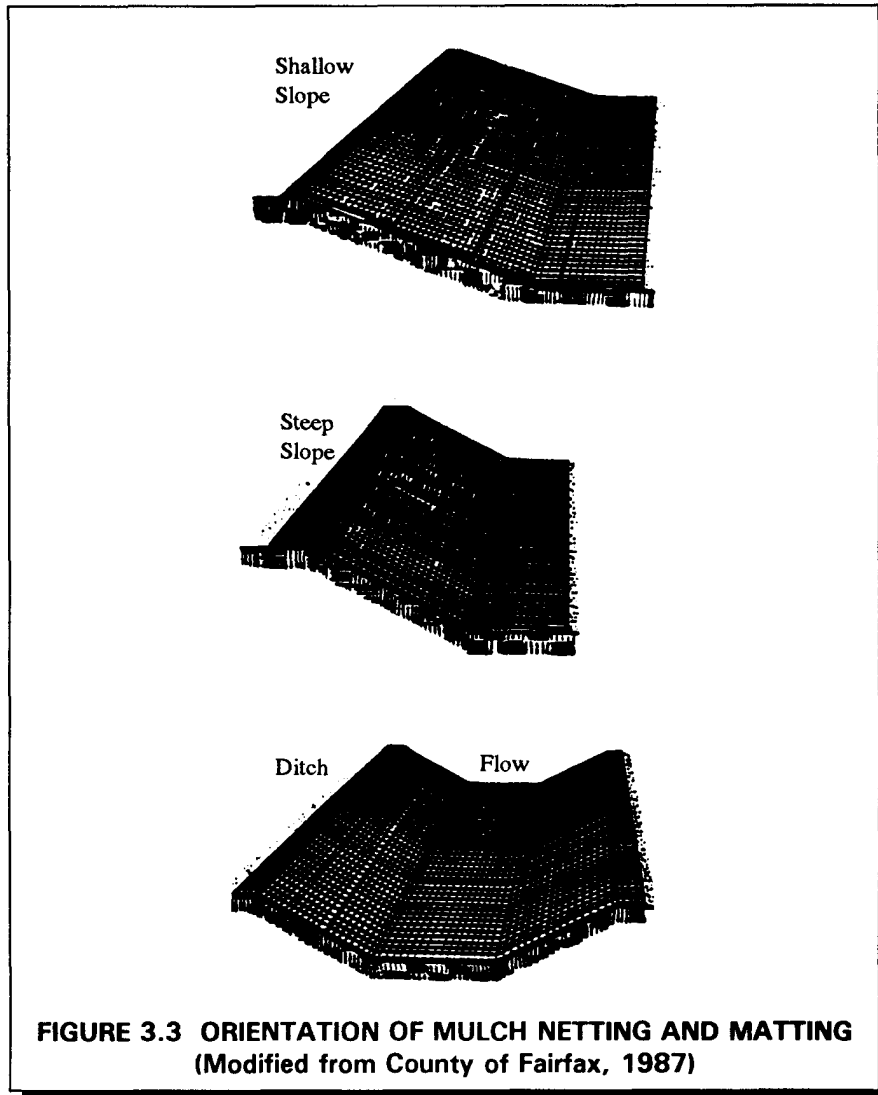 Shallow
Slope
Steep
Slope
Ditch
Flow
FIGURE 3.3 ORIENTATION OF MULCH NETTING AND MATTING
(Modified from County of Fairfax, 1987)